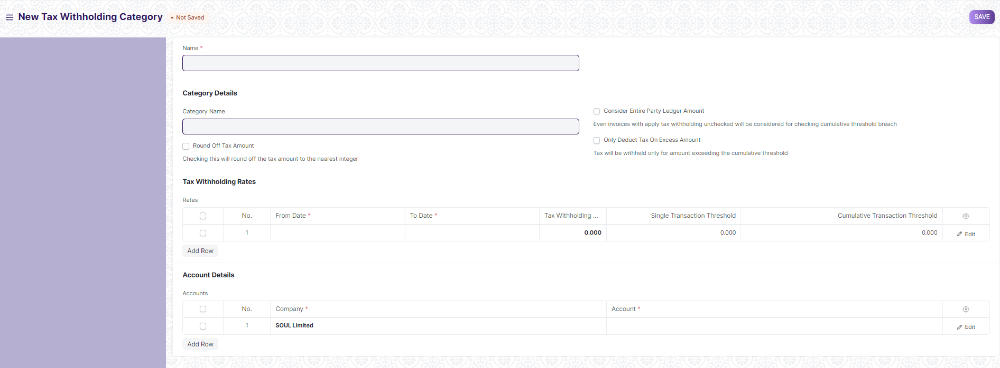 New Tax Withholding Category
• Not Saved
SAVE
Name *
Category Details
Category Name
Round Off Tax Amount
Checking this will round off the tax amount to the nearest integer
Consider Entire Party Ledger Amount
Even invoices with apply tax withholding unchecked will be considered for checking cumulative threshold breach
Only Deduct Tax On Excess Amount
Tax will be withheld only for amount exceeding the cumulative threshold
Tax Withholding Rates
Rates
No. From Date * To Date * Tax Withholding ... Single Transaction Threshold Cumulative Transaction Threshold
1 0.000 0.000 0.000 Edit
Add Row
Account Details
Accounts
No. Company * Account *
1 SOUL Limited Edit
Add Row